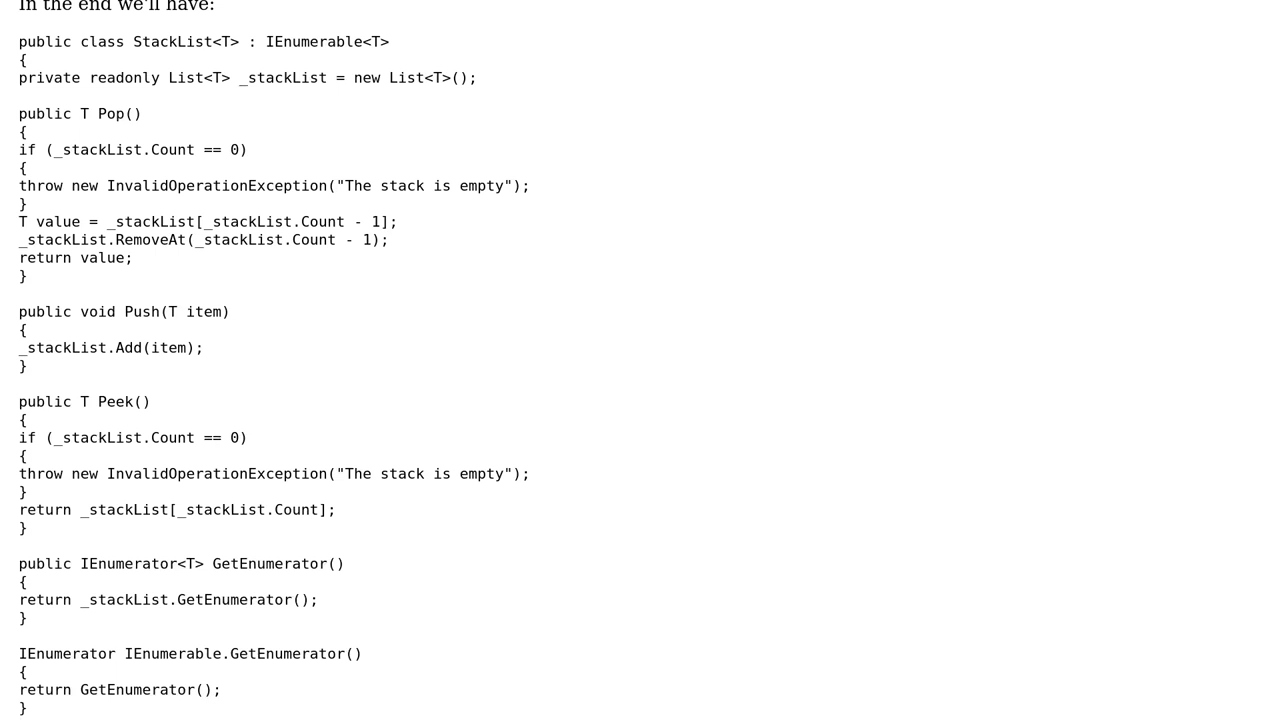 In the end we'll have:
public class StackList<T> : IEnumerable<T>
{
private readonly List<T> _stackList = new List<T>();
public T Pop()
{
if (_stackList.Count == 0)
{
throw new InvalidOperationException("The stack is empty");
}
T value = _stackList[_stackList.Count - 1];
_stackList.RemoveAt(_stackList.Count - 1);
return value;
}
public void Push(T item)
{
_stackList.Add(item);
}
public T Peek()
{
if (_stackList.Count == 0)
{
throw new InvalidOperationException("The stack is empty");
}
return _stackList[_stackList.Count];
}
public IEnumerator<T> GetEnumerator()
{
return _stackList.GetEnumerator();
}
IEnumerator IEnumerable.GetEnumerator()
{
return GetEnumerator();
}